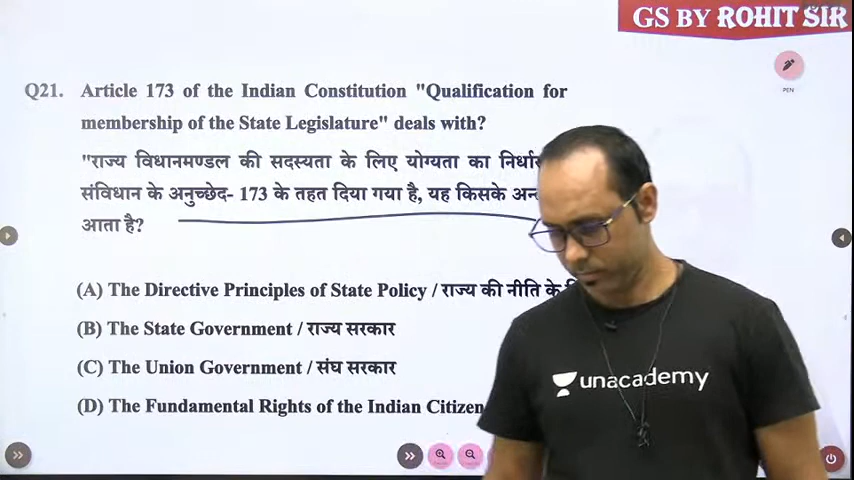 GS BY ROHIT SIR
PEN
Q21. Article 173 of the Indian Constitution "Qualification for
membership of the State Legislature" deals with?
"राज्य विधानमण्डल की सदस्यता के लिए योग्यता का
संविधान के अनुच्छेद- 173 के तहत दिया गया है, यह किसके
आता है?
(A) The Directive Principles of State Policy / राज्य की नीति के
(B) The State Government / राज्य सरकार
(C) The Union Government / संघ सरकार
(D) The Fundamental Rights of the Indian Citizen
unacademy